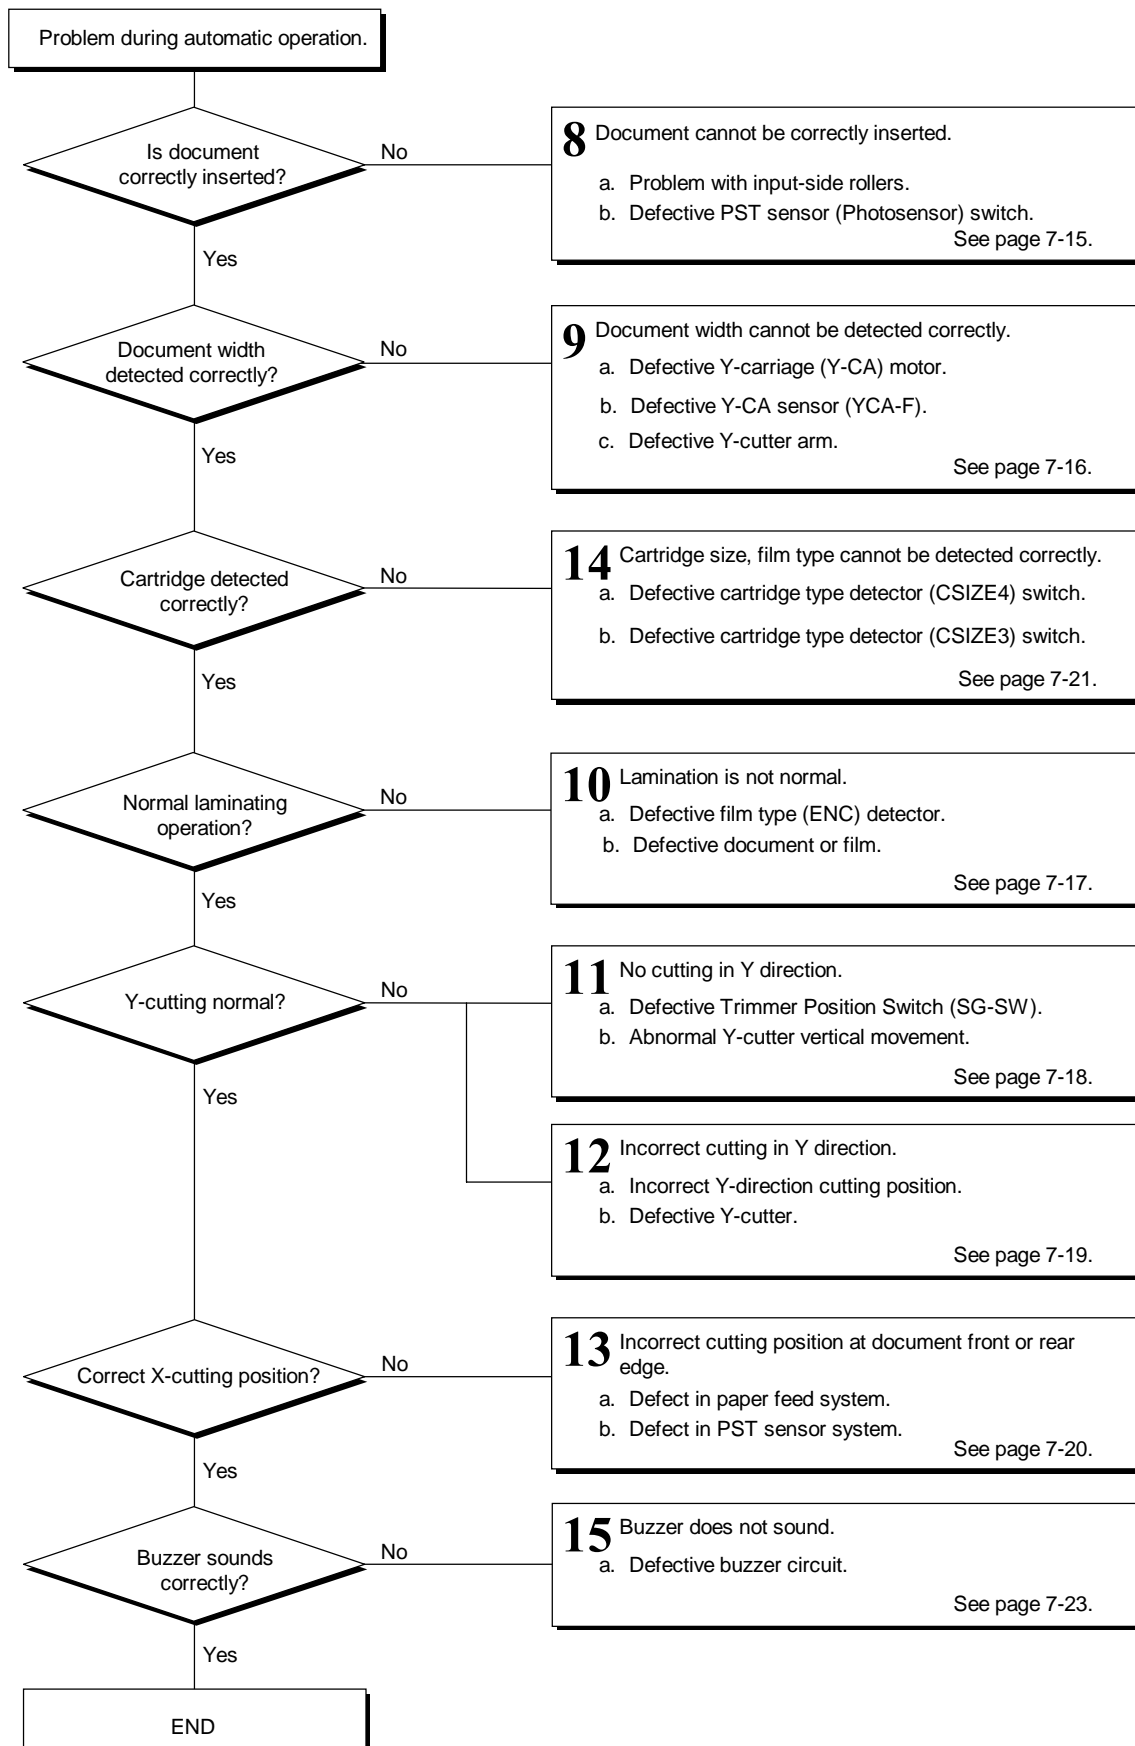 Problem during automatic operation.
Is document
correctly inserted?
No
8 Document cannot be correctly inserted.
a. Problem with input-side rollers.
b. Defective PST sensor (Photosensor) switch.
See page 7-15.
Yes
Document width
detected correctly?
No
9 Document width cannot be detected correctly.
a. Defective Y-carriage (Y-CA) motor.
b. Defective Y-CA sensor (YCA-F).
c. Defective Y-cutter arm.
See page 7-16.
Yes
Cartridge detected
correctly?
No
14 Cartridge size, film type cannot be detected correctly.
a. Defective cartridge type detector (CSIZE4) switch.
b. Defective cartridge type detector (CSIZE3) switch.
See page 7-21.
Yes
Normal laminating
operation?
No
10 Lamination is not normal.
a. Defective film type (ENC) detector.
b. Defective document or film.
See page 7-17.
Yes
Y-cutting normal?
No
11 No cutting in Y direction.
a. Defective Trimmer Position Switch (SG-SW).
b. Abnormal Y-cutter vertical movement.
See page 7-18.
12 Incorrect cutting in Y direction.
a. Incorrect Y-direction cutting position.
b. Defective Y-cutter.
See page 7-19.
Yes
Correct X-cutting position?
No
13 Incorrect cutting position at document front or rear
edge.
a. Defect in paper feed system.
b. Defect in PST sensor system.
See page 7-20.
Yes
Buzzer sounds
correctly?
No
15 Buzzer does not sound.
a. Defective buzzer circuit.
See page 7-23.
Yes
END